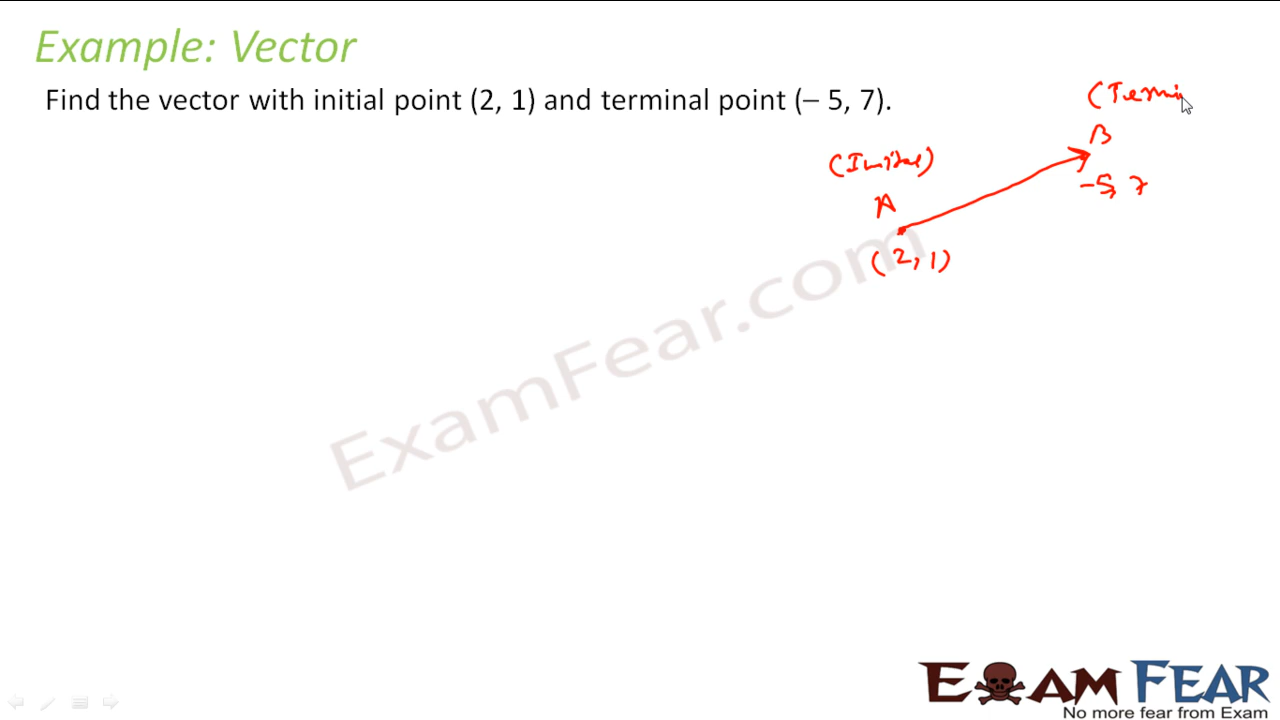 Example: Vector
Find the vector with initial point (2, 1) and terminal point (– 5, 7).
(Termi
B
(Initial)
-5, 7
A
(2, 1)
ExamFear.com
EXAM FEAR
No more fear from Exam